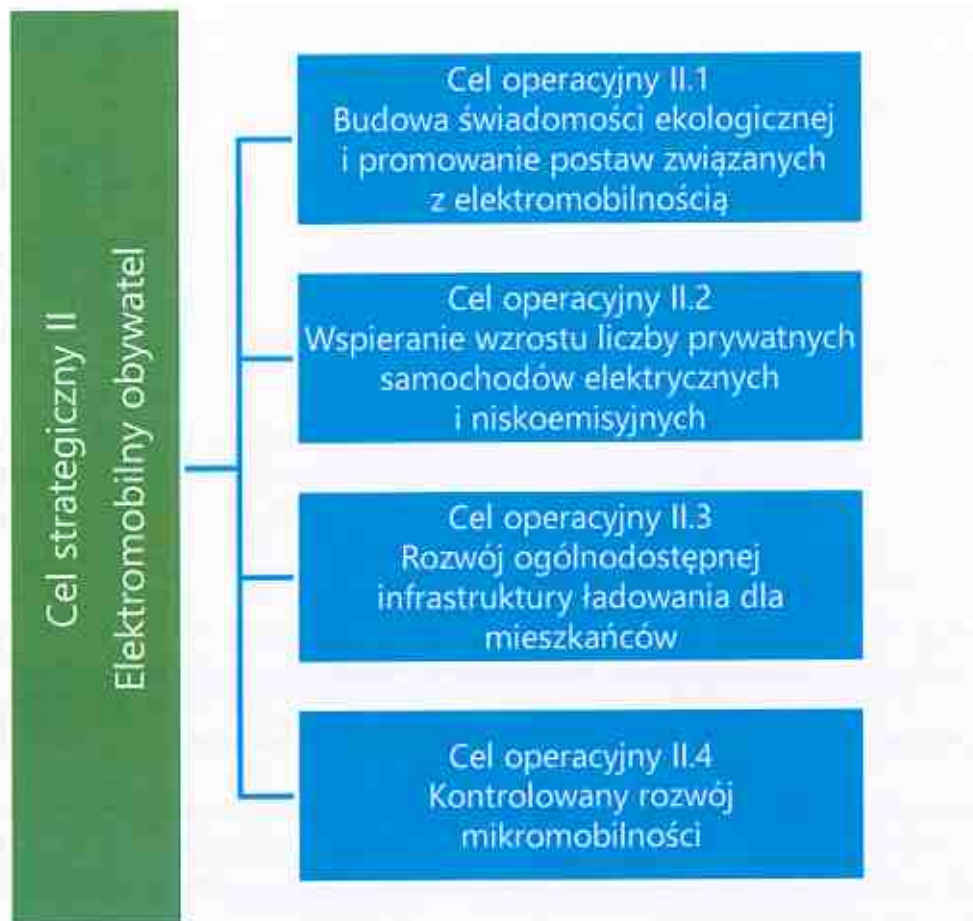 Cel strategiczny II
Elektromobilny obywatel
Cel operacyjny II.1
Budowa świadomości ekologicznej
i promowanie postaw związanych
z elektromobilnością
Cel operacyjny II.2
Wspieranie wzrostu liczby prywatnych
samochodów elektrycznych
i niskoemisyjnych
Cel operacyjny II.3
Rozwój ogólnodostępnej
infrastruktury ładowania dla
mieszkańców
Cel operacyjny II.4
Kontrolowany rozwój
mikromobilności